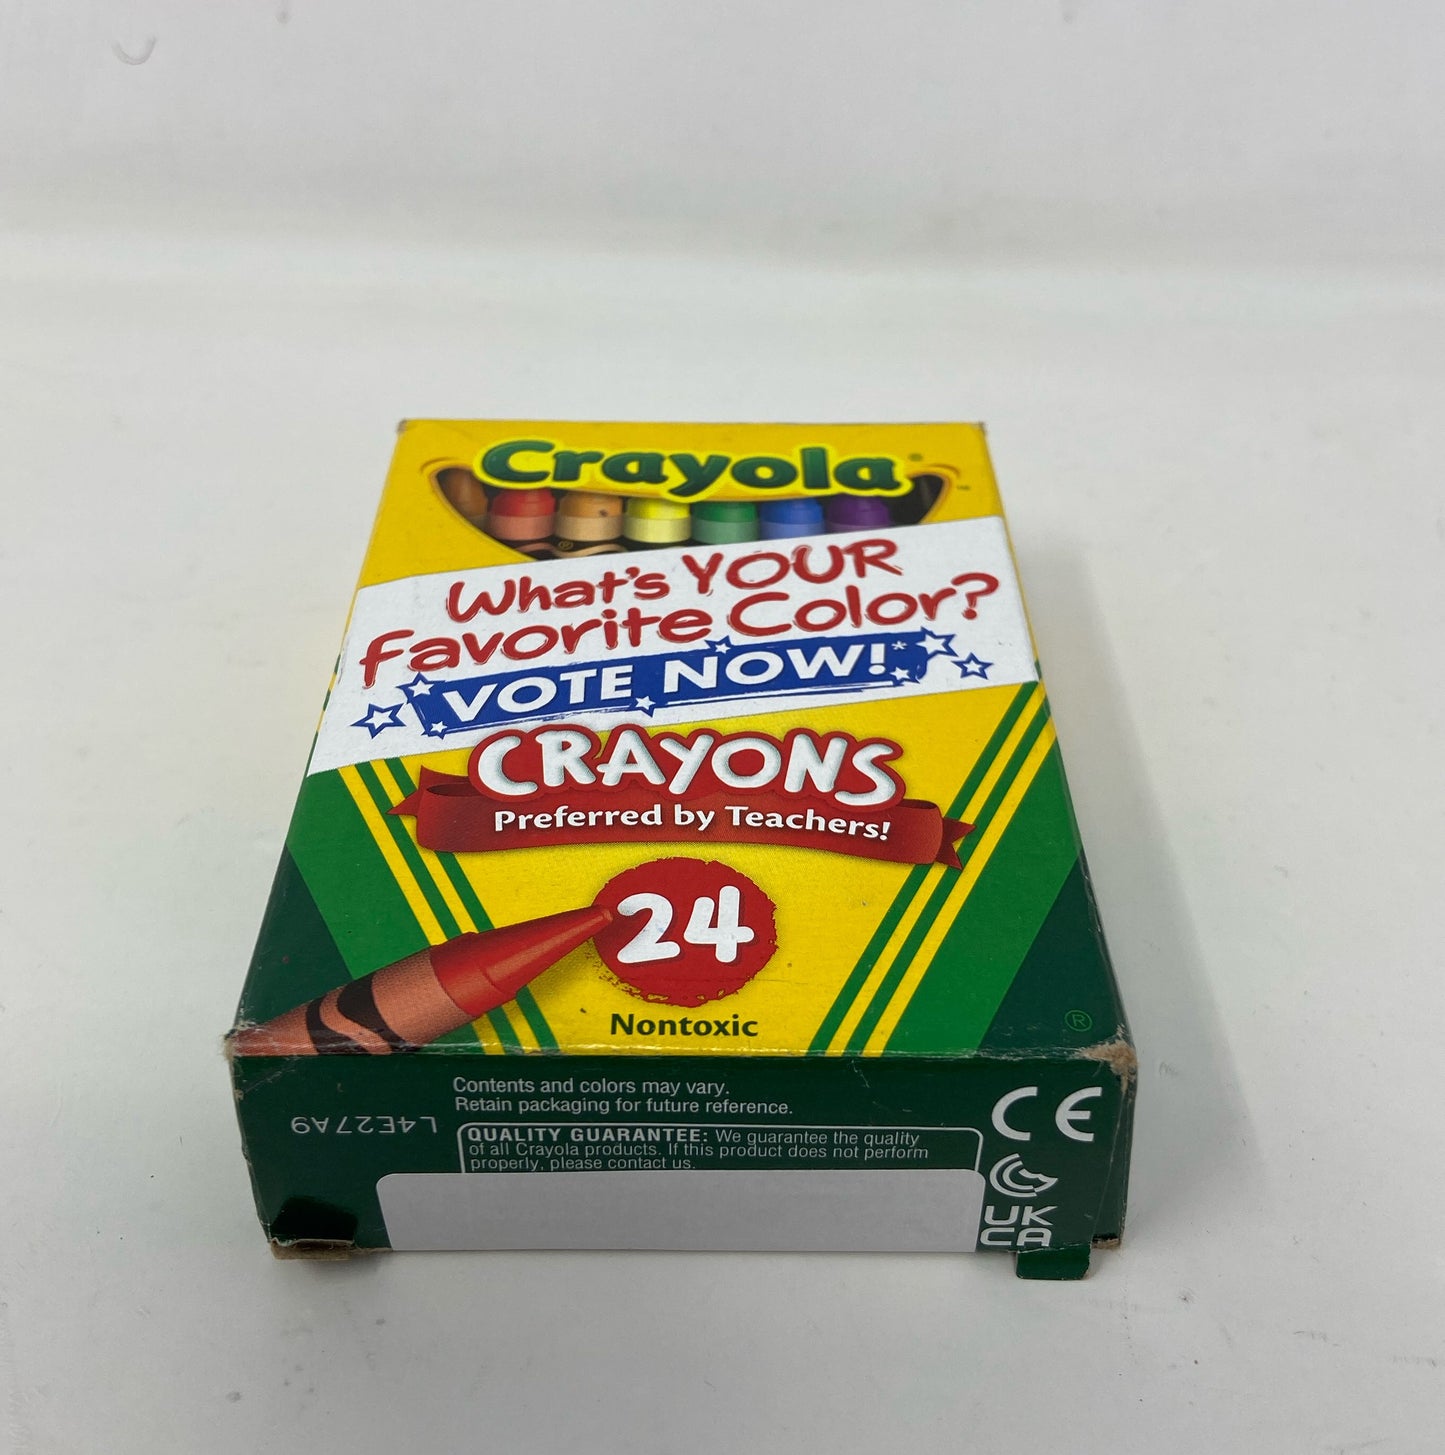 Crayola®
™
What's YOUR
favorite Color?
VOTE NOW!*
CRAYONS
Preferred by Teachers!
24
Nontoxic
®
Contents and colors may vary.
Retain packaging for future reference.
L4E27A9
QUALITY GUARANTEE: We guarantee the quality
of all Crayola products. If this product does not perform
properly, please contact us.
CE
UK
CA